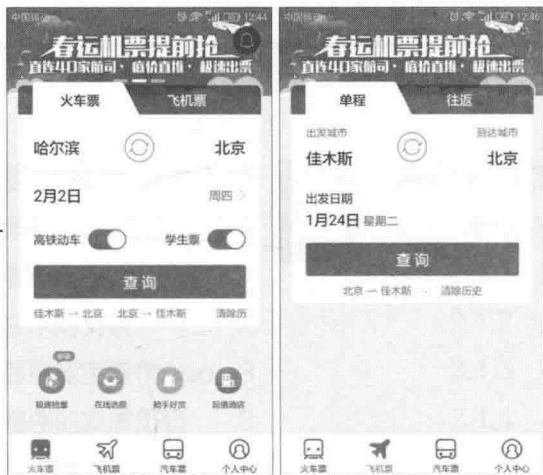 中国移动 12:44
春运机票提前抢
直连40家航司·底价直推·极速出票
火车票 飞机票
哈尔滨 北京
2月2日 周四
高铁动车 学生票
查询
佳木斯 — 北京 北京 — 佳木斯 清除历
极速抢票 在线选座 抢手好货 超值酒店
火车票 飞机票 汽车票 个人中心
中国移动 12:46
春运机票提前抢
直连40家航司·底价直推·极速出票
单程 往返
出发城市 到达城市
佳木斯 北京
出发日期
1月24日 星期二
查询
北京 — 佳木斯 清除历史
火车票 飞机票 汽车票 个人中心